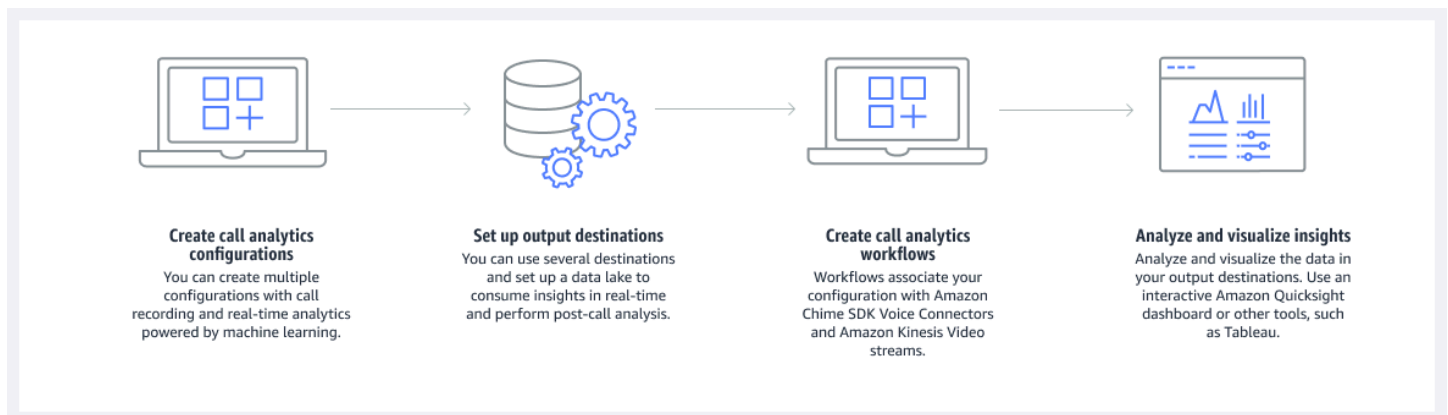 Create call analytics
configurations
You can create multiple
configurations with call
recording and real-time analytics
powered by machine learning.
Set up output destinations
You can use several destinations
and set up a data lake to
consume insights in real-time
and perform post-call analysis.
Create call analytics
workflows
Workflows associate your
configuration with Amazon
Chime SDK Voice Connectors
and Amazon Kinesis Video
streams.
Analyze and visualize insights
Analyze and visualize the data in
your output destinations. Use an
interactive Amazon Quicksight
dashboard or other tools, such
as Tableau.